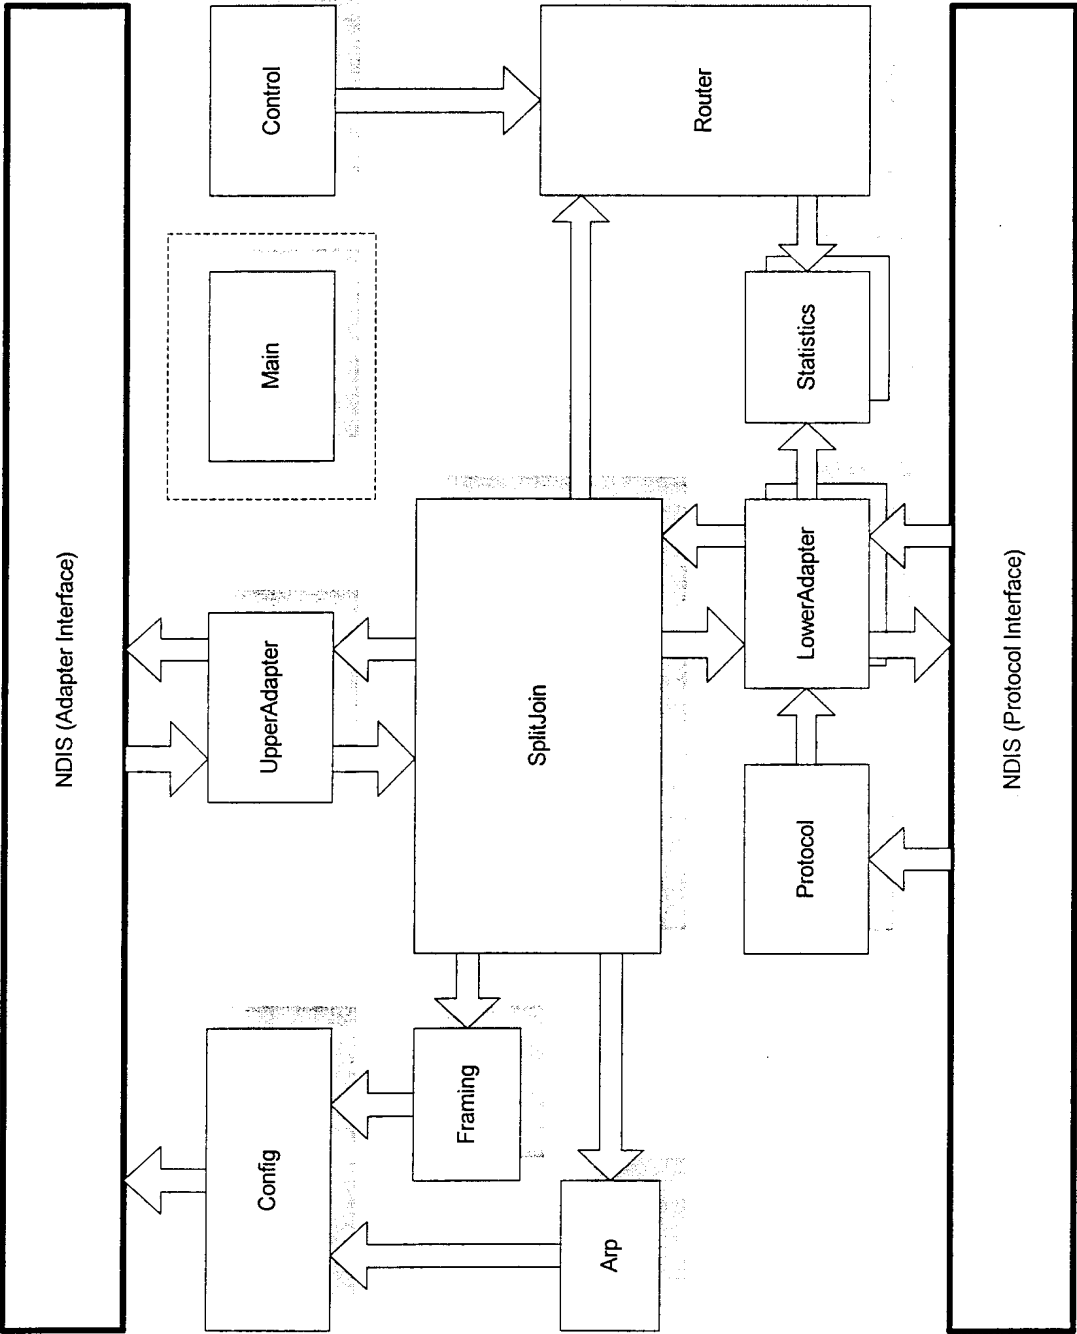 NDIS (Adapter Interface)
Config
UpperAdapter
Main
Control
Framing
Arp
SplitJoin
Router
Protocol
LowerAdapter
Statistics
NDIS (Protocol Interface)